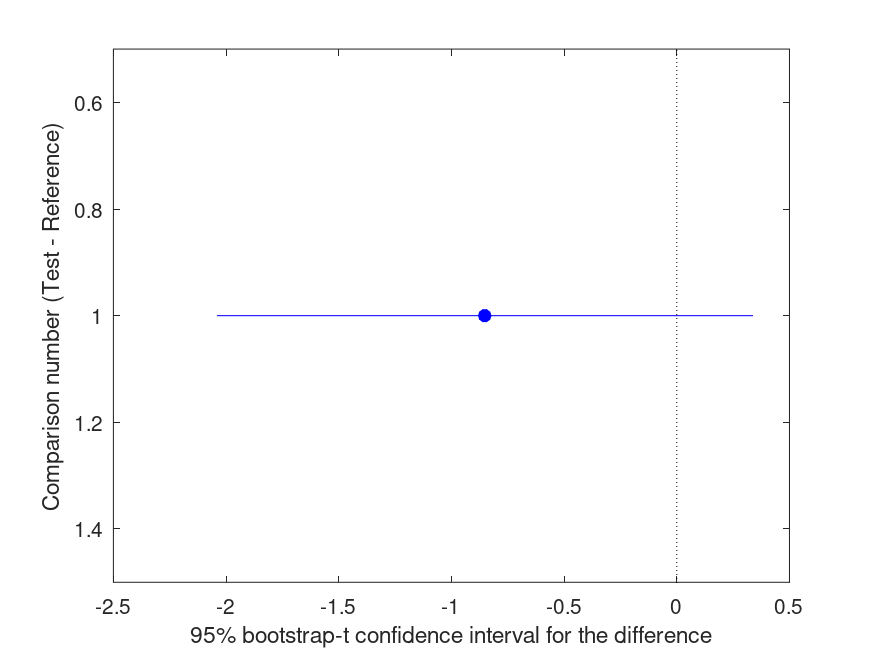 Comparison number (Test - Reference)
0.6
0.8
1
1.2
1.4
-2.5 -2 -1.5 -1 -0.5 0 0.5
95% bootstrap-t confidence interval for the difference